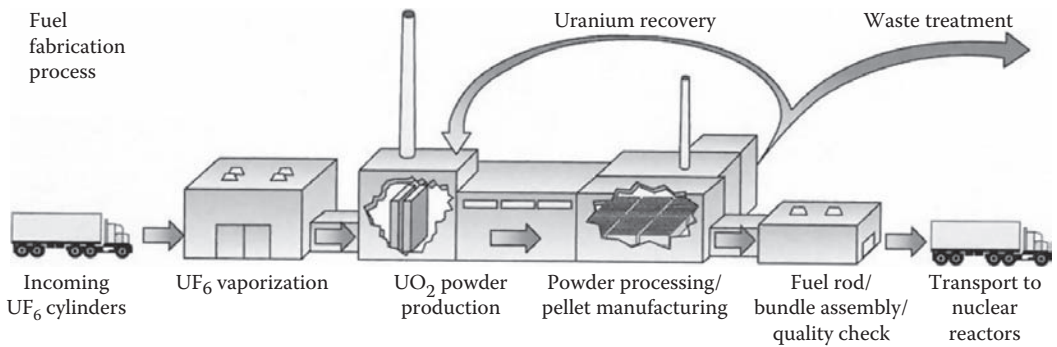 Fuel
fabrication
process
Uranium recovery
Waste treatment
Incoming
UF₆ cylinders
UF₆ vaporization
UO₂ powder
production
Powder processing/
pellet manufacturing
Fuel rod/
bundle assembly/
quality check
Transport to
nuclear
reactors